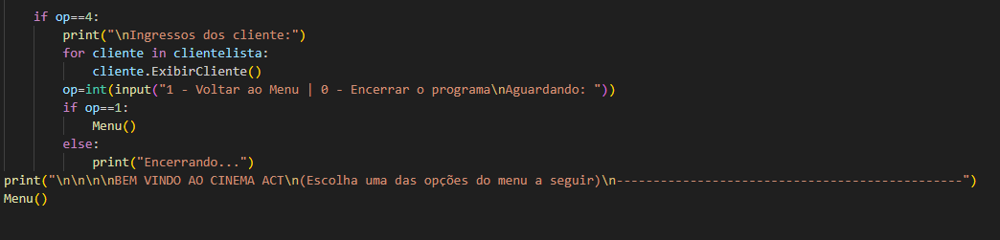 if op==4:
print("\nIngressos dos cliente:")
for cliente in clientelista:
cliente.ExibirCliente()
op=int(input("1 - Voltar ao Menu | 0 - Encerrar o programa\nAguardando: "))
if op==1:
Menu()
else:
print("Encerrando...")
print("\n\n\n\nBEM VINDO AO CINEMA ACT\n(Escolha uma das opções do menu a seguir)\n-----------------------------------------------")
Menu()